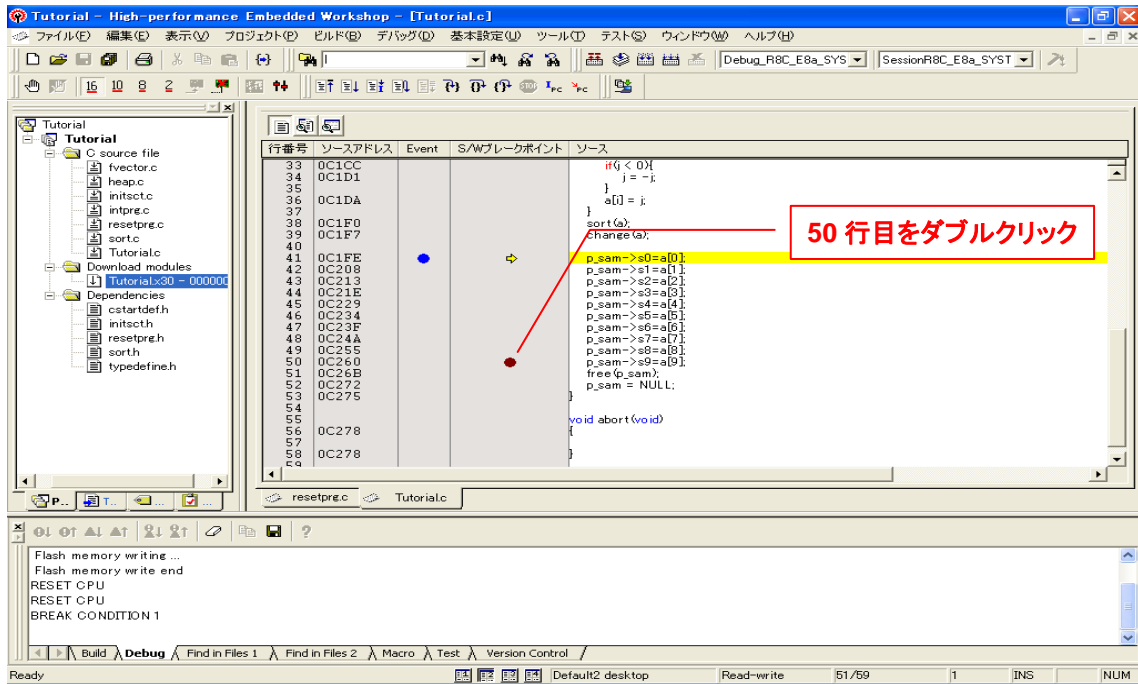 Tutorial - High-performance Embedded Workshop - [Tutorial.c]
ファイル(F) 編集(E) 表示(V) プロジェクト(P) ビルド(B) デバッグ(D) 基本設定(U) ツール(T) テスト(S) ウィンドウ(W) ヘルプ(H)
Debug_R8C_E8a_SYS SessionR8C_E8a_SYST
16 10 8 2
Tutorial
Tutorial
C source file
fvector.c
heap.c
initsct.c
intprg.c
resetprg.c
sort.c
Tutorial.c
Download modules
Tutorial.x30 - 000000
Dependencies
cstartdef.h
initsct.h
resetprg.h
sort.h
typedefine.h
P... T... ... ...
行番号 ソースアドレス Event S/Wブレークポイント ソース
33 0C1CC if(j < 0){
34 0C1D1 j = -j;
35 }
36 0C1DA a[i] = j;
37 }
38 0C1F0 sort(a);
39 0C1F7 change(a);
40
41 0C1FE p_sam->s0=a[0];
42 0C208 p_sam->s1=a[1];
43 0C213 p_sam->s2=a[2];
44 0C21E p_sam->s3=a[3];
45 0C229 p_sam->s4=a[4];
46 0C234 p_sam->s5=a[5];
47 0C23F p_sam->s6=a[6];
48 0C24A p_sam->s7=a[7];
49 0C255 p_sam->s8=a[8];
50 0C260 p_sam->s9=a[9];
51 0C26B free(p_sam);
52 0C272 p_sam = NULL;
53 0C275 }
54
55 void abort(void)
56 0C278 {
57
58 0C278 }
59
50 行目をダブルクリック
resetprg.c Tutorial.c
Flash memory writing ...
Flash memory write end
RESET CPU
RESET CPU
BREAK CONDITION 1
Build Debug Find in Files 1 Find in Files 2 Macro Test Version Control
Ready Default2 desktop Read-write 51/59 1 INS NUM